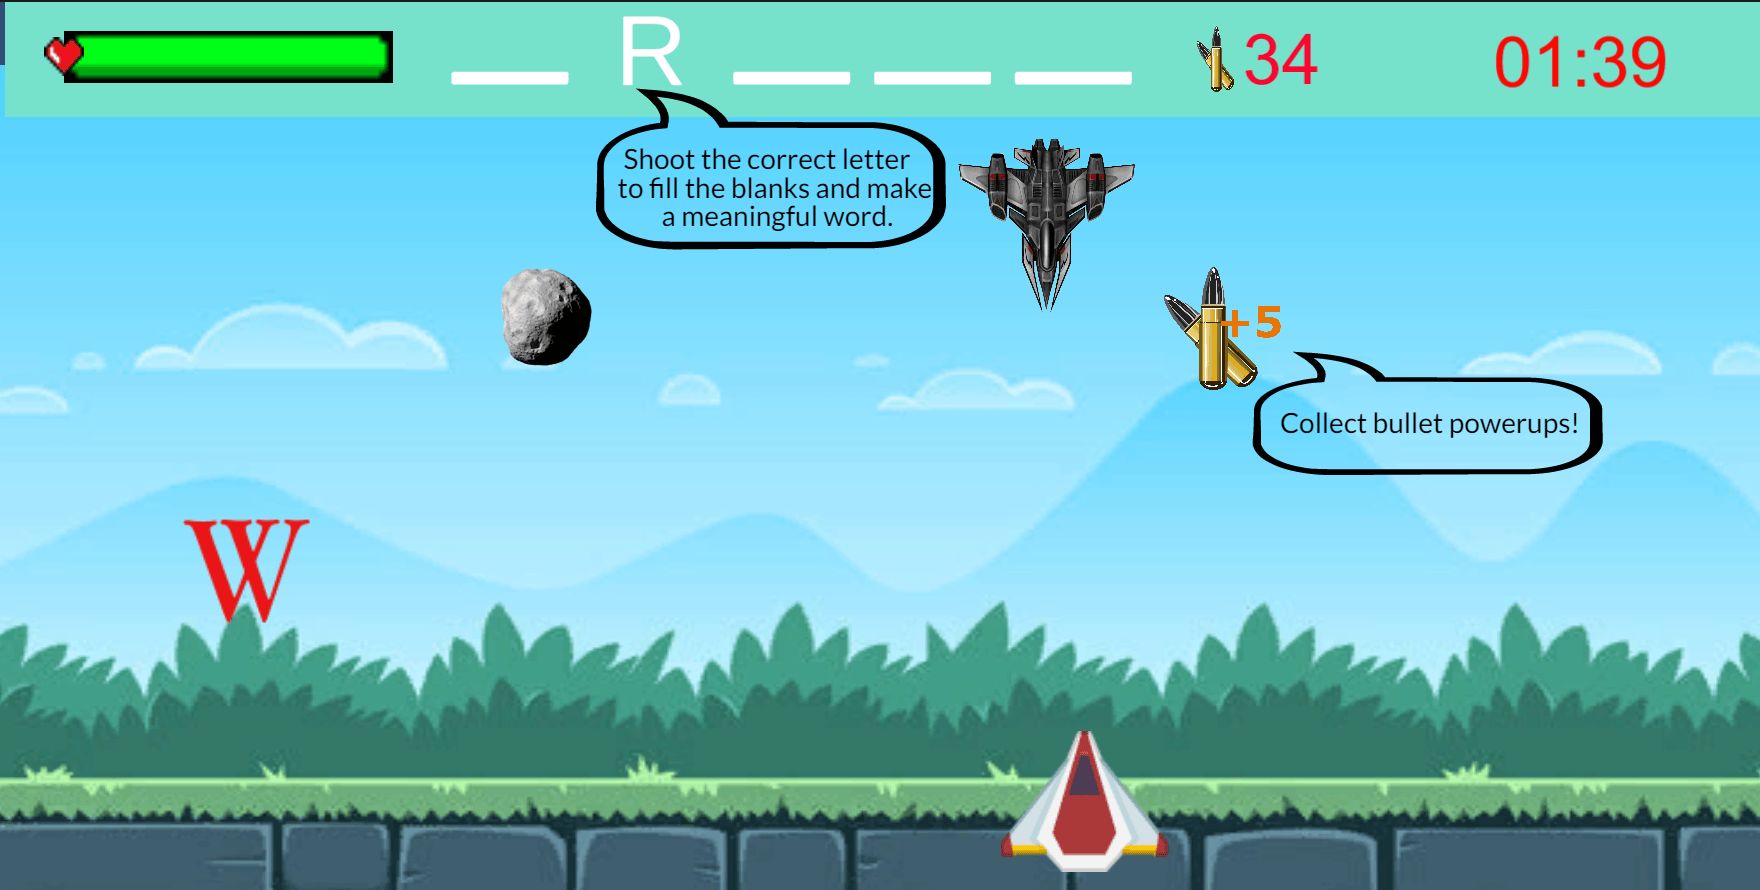 _ R _ _ _
34
01:39
Shoot the correct letter
to fill the blanks and make
a meaningful word.
+5
Collect bullet powerups!
W